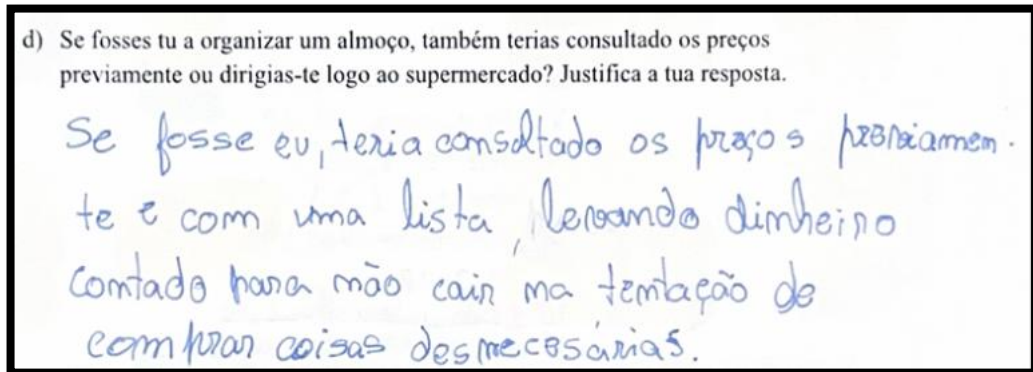 d) Se fosses tu a organizar um almoço, também terias consultado os preços
previamente ou dirigias-te logo ao supermercado? Justifica a tua resposta.
Se fosse eu, teria consultado os preços previamen-
te e com uma lista, levando dinheiro
contado para não cair na tentação de
comprar coisas desnecesárias.